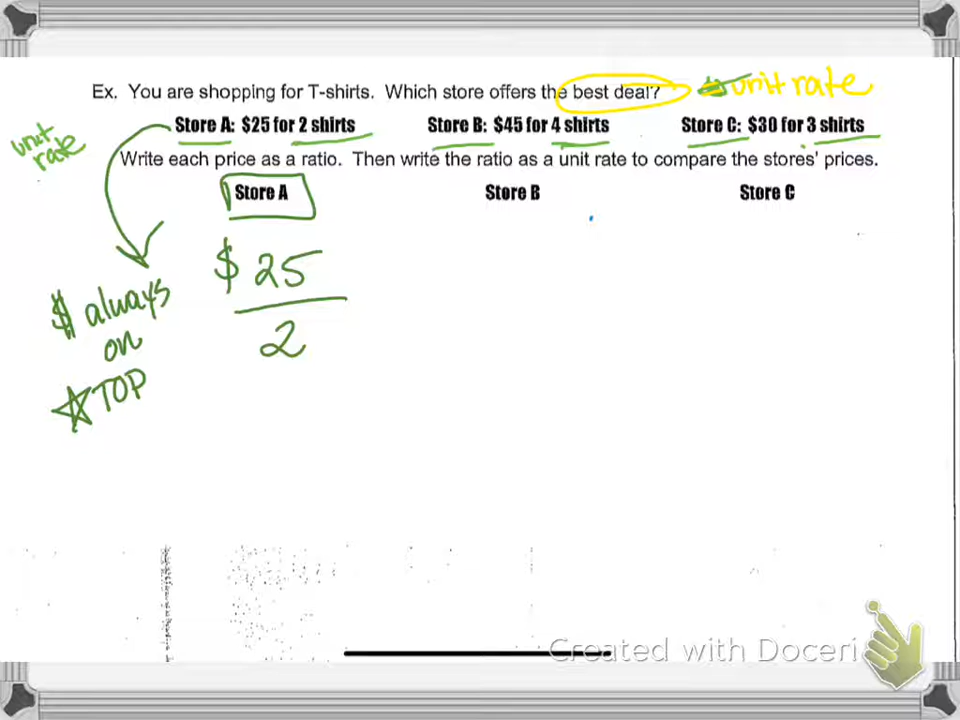 Ex. You are shopping for T-shirts. Which store offers the best deal? unit rate
Store A: $25 for 2 shirts Store B: $45 for 4 shirts Store C: $30 for 3 shirts
unit
rate
Write each price as a ratio. Then write the ratio as a unit rate to compare the stores' prices.
Store A Store B Store C
$ 25
2
$ always
on
TOP
Created with Doceri